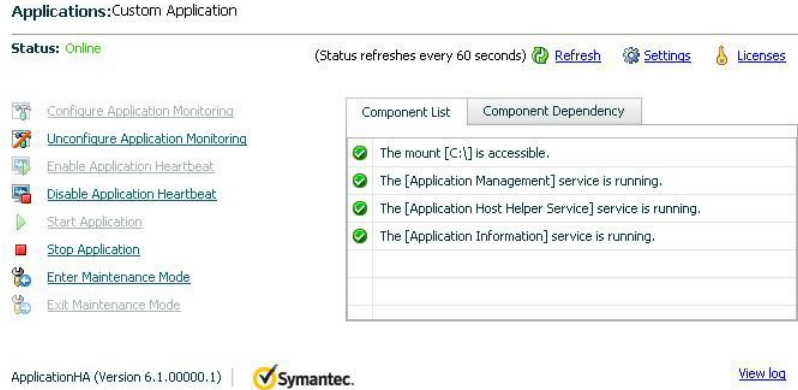 Applications:Custom Application
Status: Online
(Status refreshes every 60 seconds) Refresh Settings Licenses
Configure Application Monitoring
Unconfigure Application Monitoring
Enable Application Heartbeat
Disable Application Heartbeat
Start Application
Stop Application
Enter Maintenance Mode
Exit Maintenance Mode
Component List Component Dependency
The mount [C:\] is accessible.
The [Application Management] service is running.
The [Application Host Helper Service] service is running.
The [Application Information] service is running.
ApplicationHA (Version 6.1.00000.1) Symantec.
View log